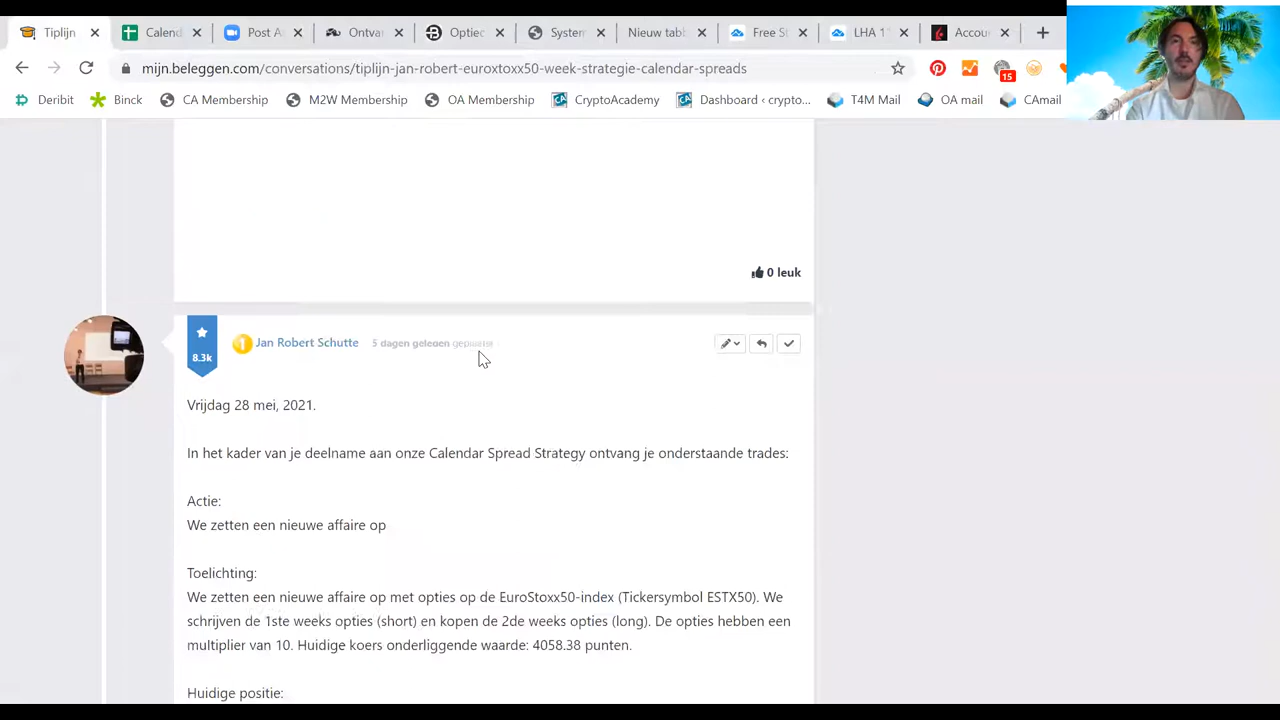 Tiplijn
Calend
Post A
Ontva
Optiec
System
Nieuw tab
Free S
LHA 1
Accou
mijn.beleggen.com/conversations/tiplijn-jan-robert-eurostoxx50-week-strategie-calendar-spreads
15
Deribit
Binck
CA Membership
M2W Membership
OA Membership
CryptoAcademy
Dashboard ‹ crypto...
T4M Mail
OA mail
CAmail
0 leuk
8.3k
1
Jan Robert Schutte
5 dagen geleden geplaatst
Vrijdag 28 mei, 2021.
In het kader van je deelname aan onze Calendar Spread Strategy ontvang je onderstaande trades:
Actie:
We zetten een nieuwe affaire op
Toelichting:
We zetten een nieuwe affaire op met opties op de EuroStoxx50-index (Tickersymbol ESTX50). We
schrijven de 1ste weeks opties (short) en kopen de 2de weeks opties (long). De opties hebben een
multiplier van 10. Huidige koers onderliggende waarde: 4058.38 punten.
Huidige positie: